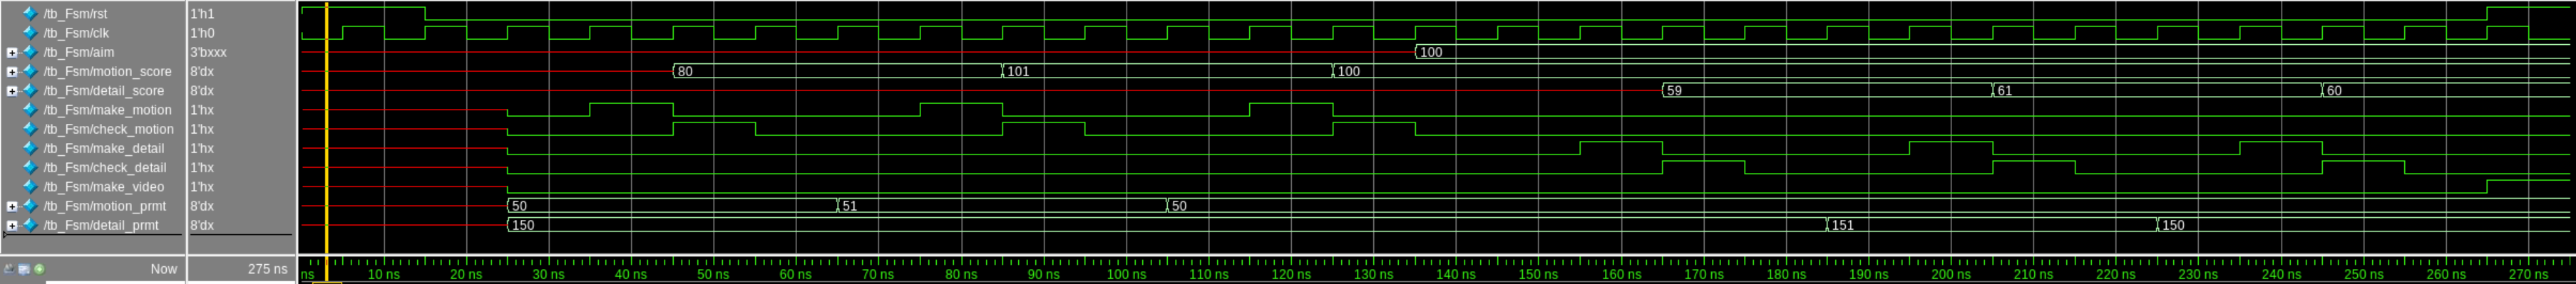 /tb_Fsm/rst 1'h1
/tb_Fsm/clk 1'h0
/tb_Fsm/aim 3'bxxx 100
/tb_Fsm/motion_score 8'dx 80 101 100
/tb_Fsm/detail_score 8'dx 59 61 60
/tb_Fsm/make_motion 1'hx
/tb_Fsm/check_motion 1'hx
/tb_Fsm/make_detail 1'hx
/tb_Fsm/check_detail 1'hx
/tb_Fsm/make_video 1'hx
/tb_Fsm/motion_prmt 8'dx 50 51 50
/tb_Fsm/detail_prmt 8'dx 150 151 150
Now 275 ns ns 10 ns 20 ns 30 ns 40 ns 50 ns 60 ns 70 ns 80 ns 90 ns 100 ns 110 ns 120 ns 130 ns 140 ns 150 ns 160 ns 170 ns 180 ns 190 ns 200 ns 210 ns 220 ns 230 ns 240 ns 250 ns 260 ns 270 ns